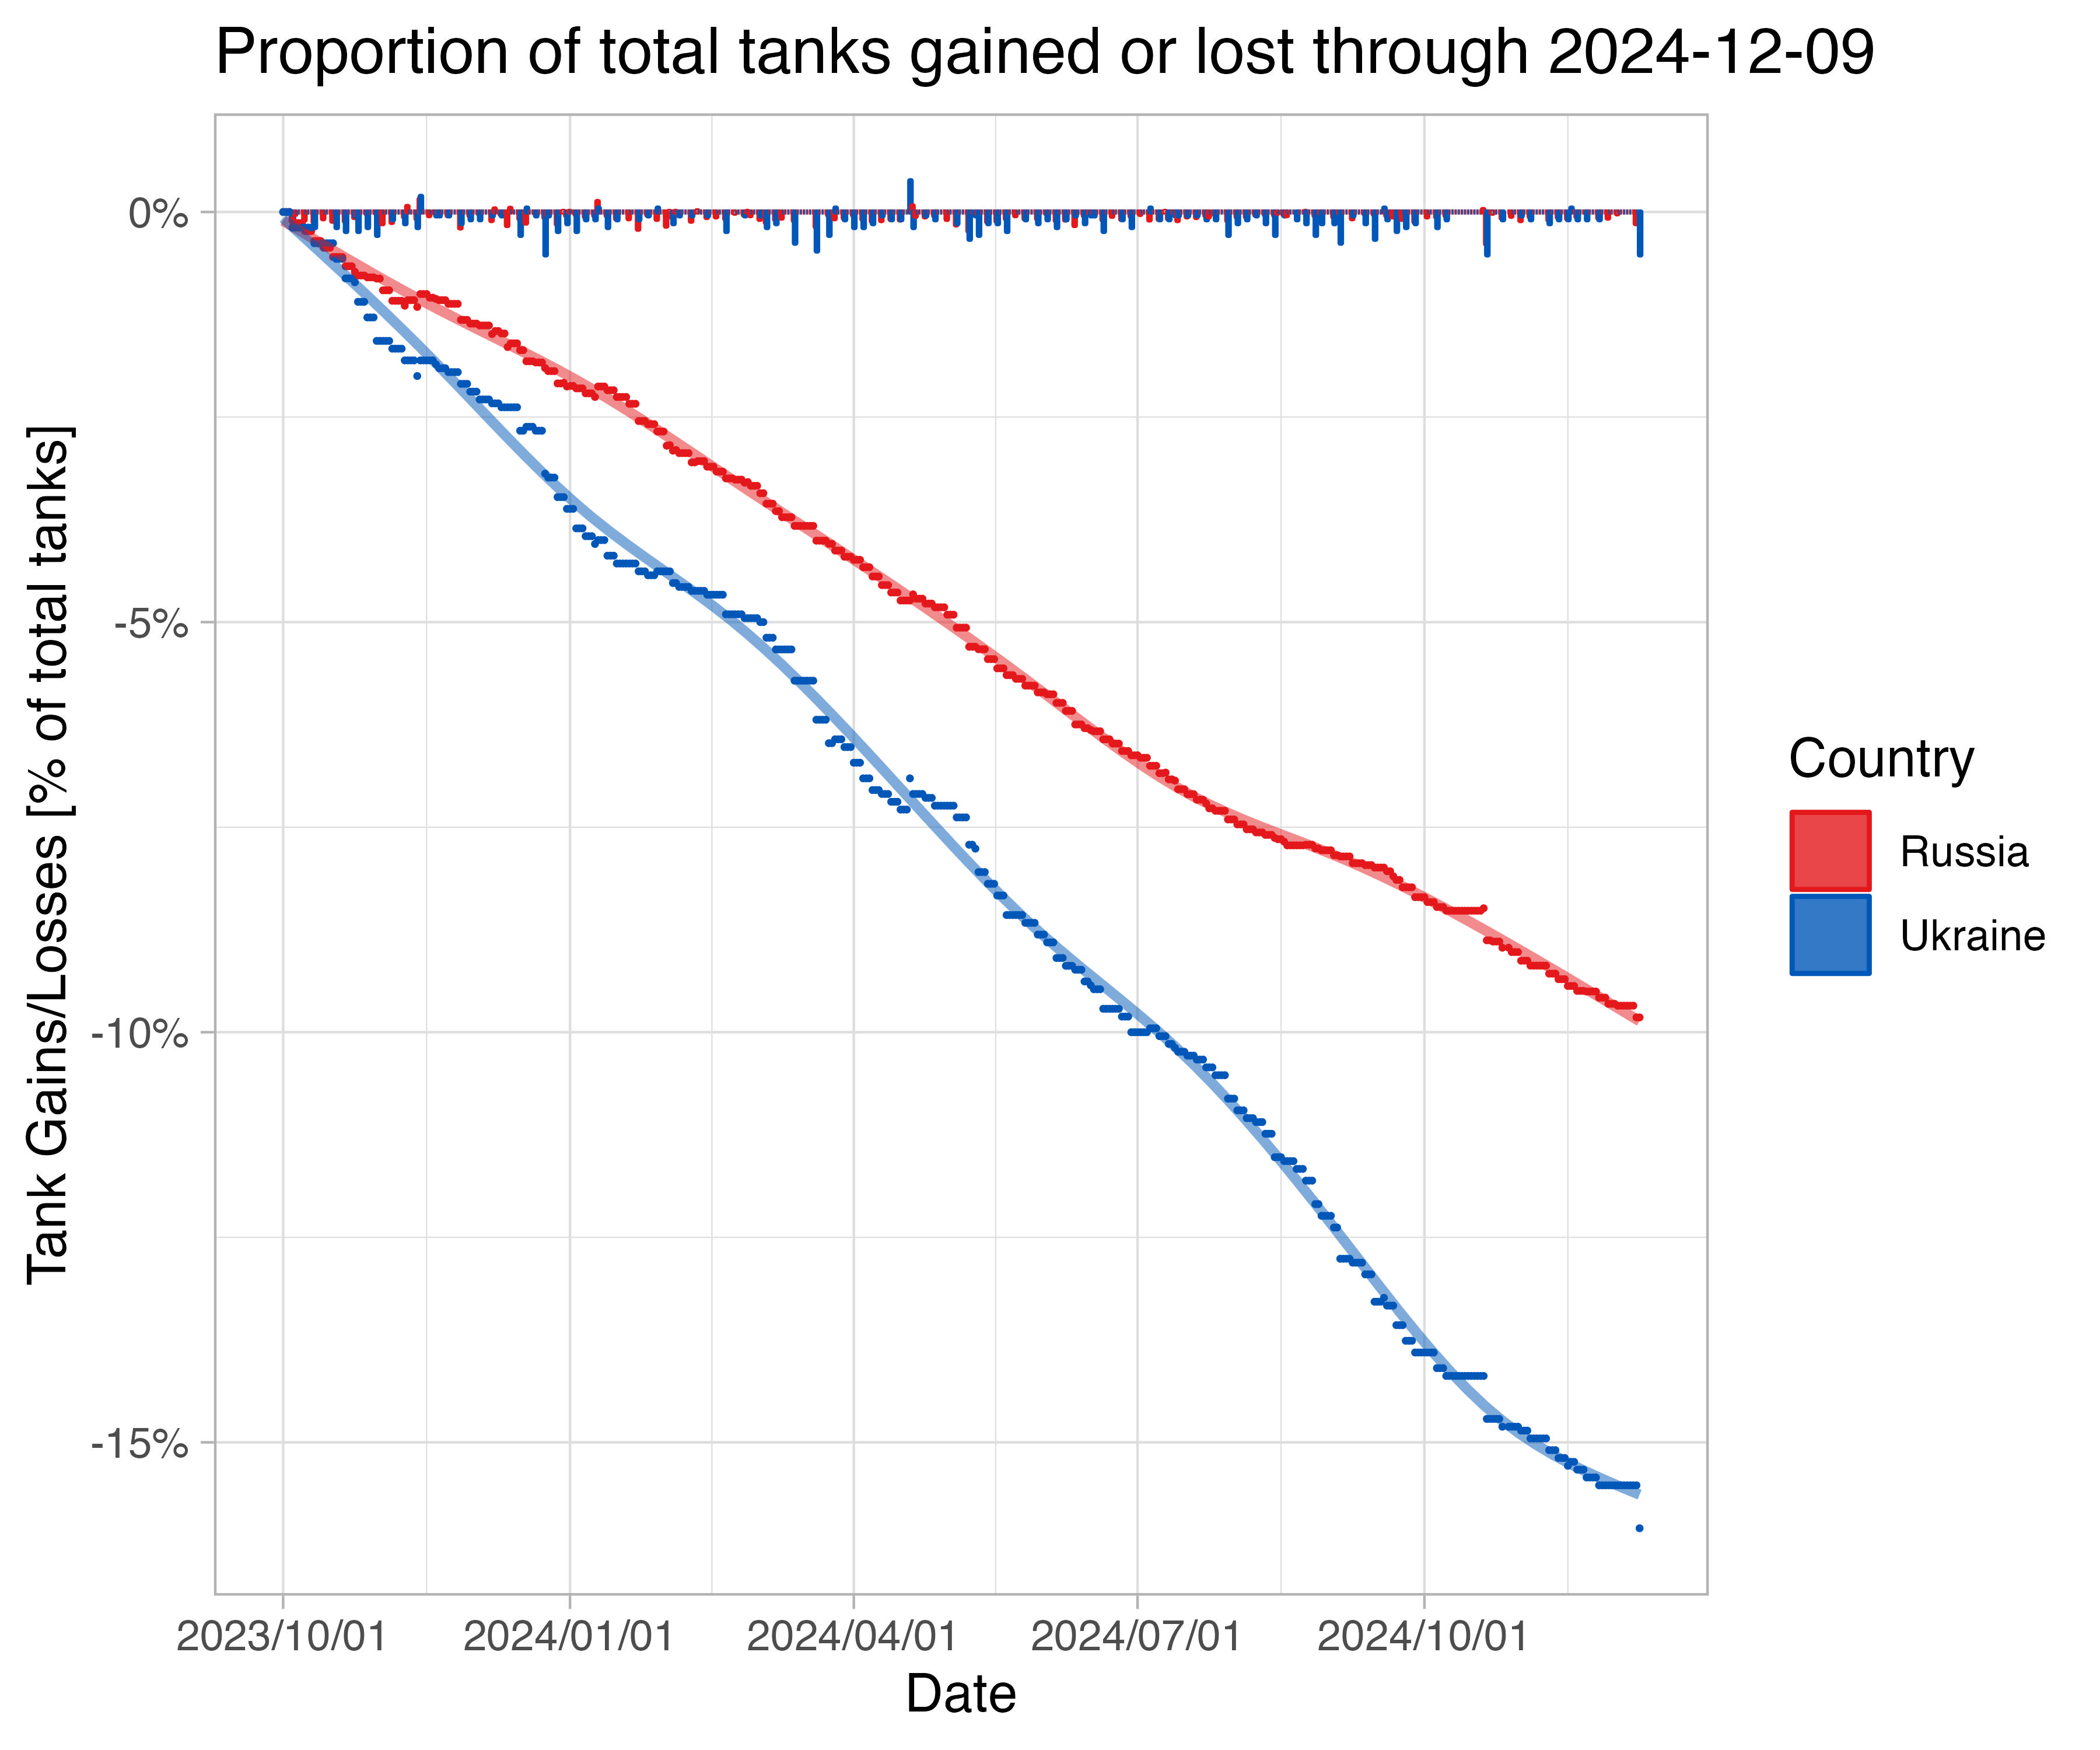 Proportion of total tanks gained or lost through 2024-12-09
Tank Gains/Losses [% of total tanks]
0%
-5%
-10%
-15%
2023/10/01
2024/01/01
2024/04/01
2024/07/01
2024/10/01
Date
Country
Russia
Ukraine